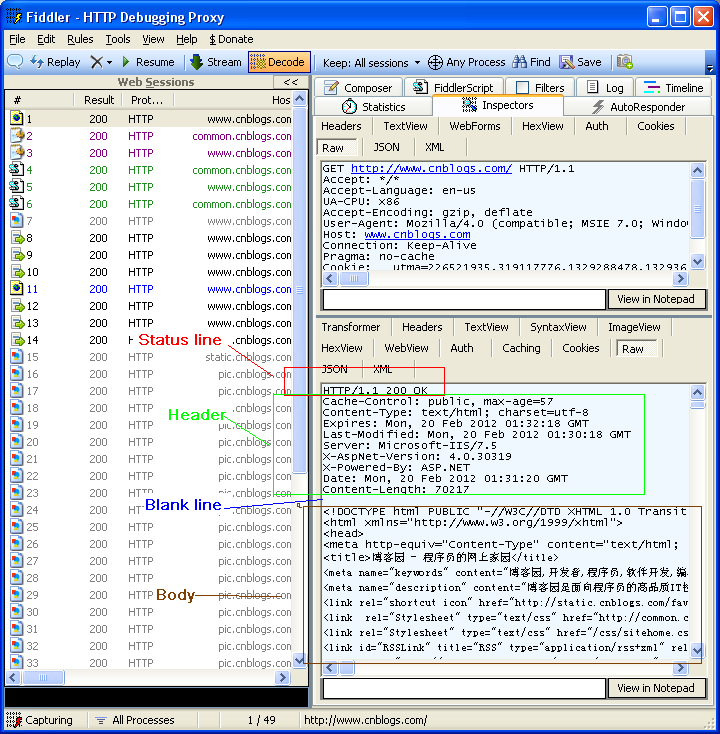 Fiddler - HTTP Debugging Proxy
File Edit Rules Tools View Help $ Donate
Replay Resume Stream Decode Keep: All sessions Any Process Find Save
Web Sessions <<
# Result Prot... Hos
1 200 HTTP www.cnblogs.con
2 200 HTTP common.cnblogs.con
3 200 HTTP www.cnblogs.con
4 200 HTTP common.cnblogs.con
5 200 HTTP common.cnblogs.con
6 200 HTTP common.cnblogs.con
7 200 HTTP www.cnblogs.con
8 200 HTTP www.cnblogs.con
9 200 HTTP www.cnblogs.con
10 200 HTTP www.cnblogs.con
11 200 HTTP www.cnblogs.con
12 200 HTTP www.cnblogs.con
13 200 HTTP www.cnblogs.con
14 200 www.cnblogs.con
Status line
15 200 HTTP static.cnblogs.con
16 200 HTTP pic.cnblogs.con
17 200 HTTP pic.cnblogs.con
18 200 HTTP pic.cnblogs.con
Header
19 200 pic.cnblogs.con
20 200 HTTP pic.cnblogs.con
21 200 HTTP pic.cnblogs.con
22 200 HTTP pic.cnblogs.con
23 200 HTTP pic.cnblogs.con
Blank line
24 200 pic.cnblogs.con
25 200 HTTP pic.cnblogs.con
26 200 HTTP pic.cnblogs.con
27 200 HTTP pic.cnblogs.con
28 200 HTTP pic.cnblogs.con
29 200 Body pic.cnblogs.con
30 200 HTTP pic.cnblogs.con
31 200 HTTP pic.cnblogs.con
32 200 HTTP pic.cnblogs.con
33 200 HTTP pic.cnblogs.con
Composer FiddlerScript Filters Log Timeline
Statistics Inspectors AutoResponder
Headers TextView WebForms HexView Auth Cookies
Raw JSON XML
GET http://www.cnblogs.com/ HTTP/1.1
Accept: */*
Accept-Language: en-us
UA-CPU: x86
Accept-Encoding: gzip, deflate
User-Agent: Mozilla/4.0 (compatible; MSIE 7.0; Window
Host: www.cnblogs.com
Connection: Keep-Alive
Pragma: no-cache
Cookie: __utma=226521935.319117776.1329288478.132936
View in Notepad
Transformer Headers TextView SyntaxView ImageView
HexView WebView Auth Caching Cookies Raw
JSON XML
HTTP/1.1 200 OK
Cache-Control: public, max-age=57
Content-Type: text/html; charset=utf-8
Expires: Mon, 20 Feb 2012 01:32:18 GMT
Last-Modified: Mon, 20 Feb 2012 01:30:18 GMT
Server: Microsoft-IIS/7.5
X-AspNet-Version: 4.0.30319
X-Powered-By: ASP.NET
Date: Mon, 20 Feb 2012 01:31:20 GMT
Content-Length: 70217
<!DOCTYPE html PUBLIC "-//W3C//DTD XHTML 1.0 Transit
<html xmlns="http://www.w3.org/1999/xhtml">
<head>
<meta http-equiv="Content-Type" content="text/html;
<title>博客园 - 程序员的网上家园</title>
<meta name="keywords" content="博客园,开发者,程序员,软件开发,编
<meta name="description" content="博客园是面向程序员的高品质IT技
<link rel="shortcut icon" href="http://static.cnblogs.com/fav
<link rel="Stylesheet" type="text/css" href="http://common.c
<link rel="Stylesheet" type="text/css" href="/css/sitehome.cs
<link id="RSSLink" title="RSS" type="application/rss+xml" rel
View in Notepad
Capturing All Processes 1 / 49 http://www.cnblogs.com/